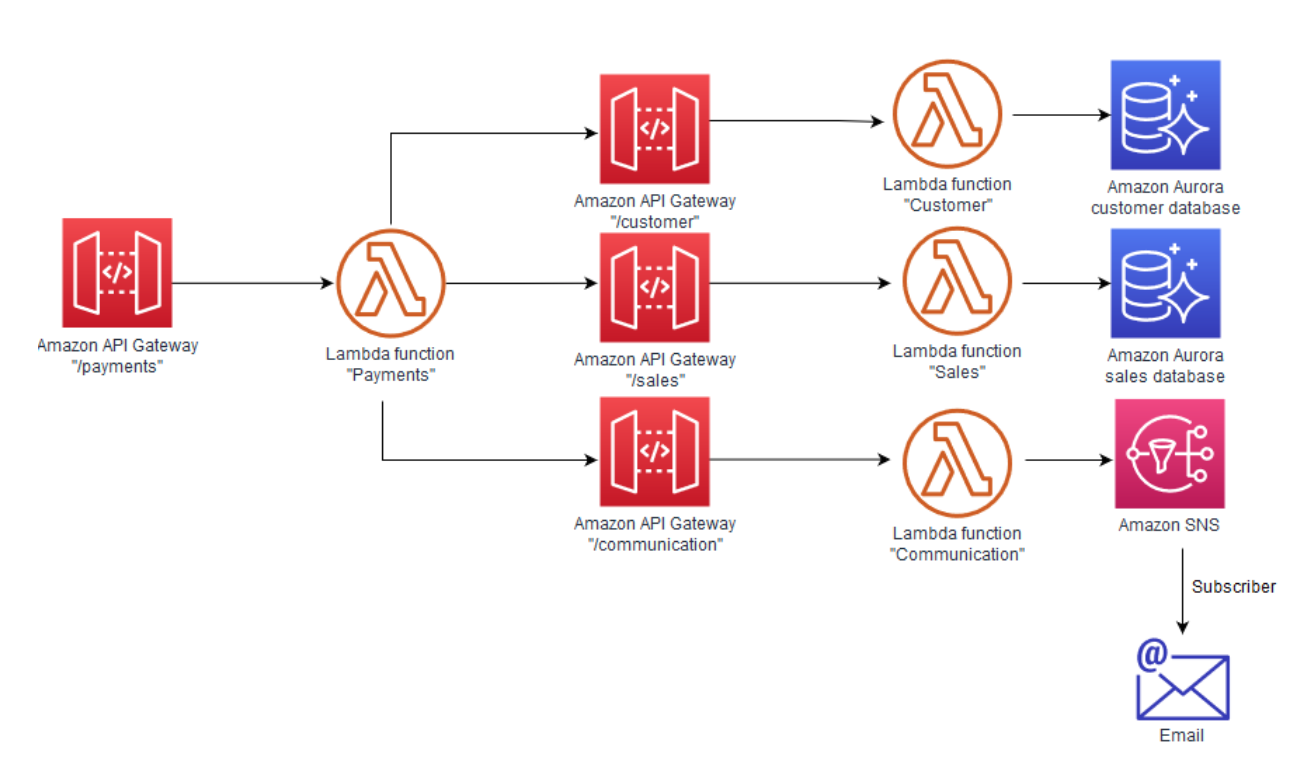 Amazon API Gateway
"/payments"
Lambda function
"Payments"
</>
Amazon API Gateway
"/customer"
</>
Amazon API Gateway
"/sales"
</>
Amazon API Gateway
"/communication"
</>
Lambda function
"Customer"
Lambda function
"Sales"
Lambda function
"Communication"
Amazon Aurora
customer database
Amazon Aurora
sales database
Amazon SNS
Subscriber
@
Email